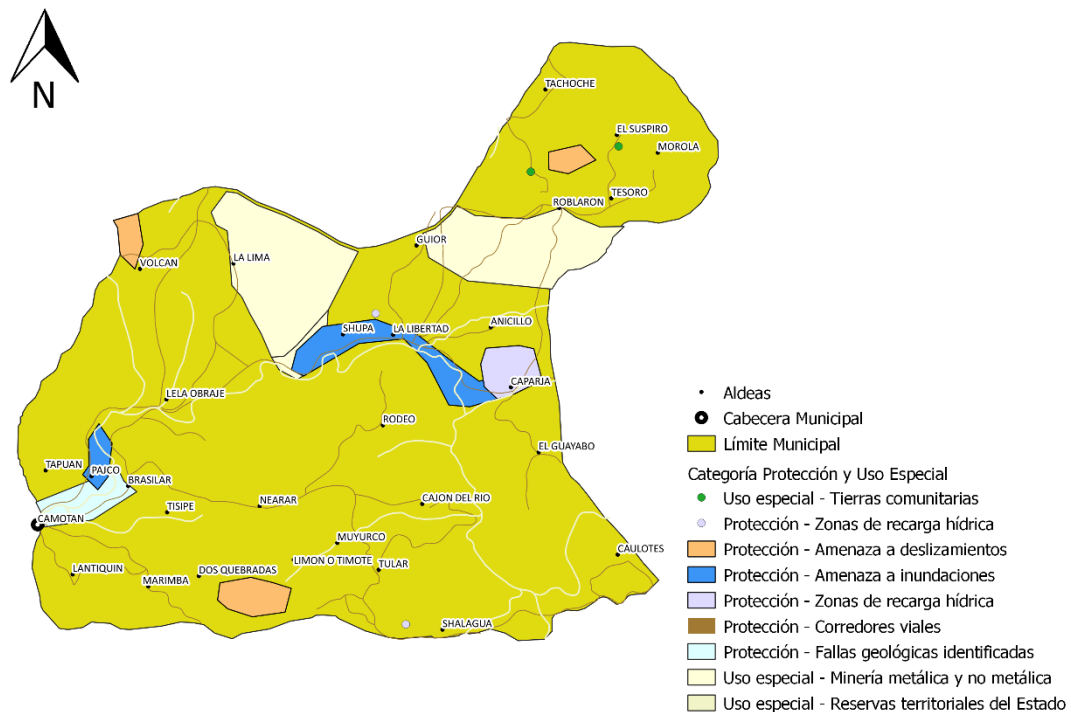 N
TACHOCHE
EL SUSPIRO
MOROLA
TESORO
ROBLARON
GUIOR
VOLCAN
LA LIMA
SHUPA
LA LIBERTAD
ANICILLO
CAPARJA
LELA OBRAJE
RODEO
EL GUAYABO
TAPUAN
PAJCO
BRASILAR
TISIPE
NEARAR
CAJON DEL RIO
CAMOTAN
MUYURCO
CAULOTES
LANTIQUIN
MARIMBA
DOS QUEBRADAS
LIMON O TIMOTE
TULAR
SHALAGUA
Aldeas
Cabecera Municipal
Límite Municipal
Categoría Protección y Uso Especial
Uso especial - Tierras comunitarias
Protección - Zonas de recarga hídrica
Protección - Amenaza a deslizamientos
Protección - Amenaza a inundaciones
Protección - Zonas de recarga hídrica
Protección - Corredores viales
Protección - Fallas geológicas identificadas
Uso especial - Minería metálica y no metálica
Uso especial - Reservas territoriales del Estado